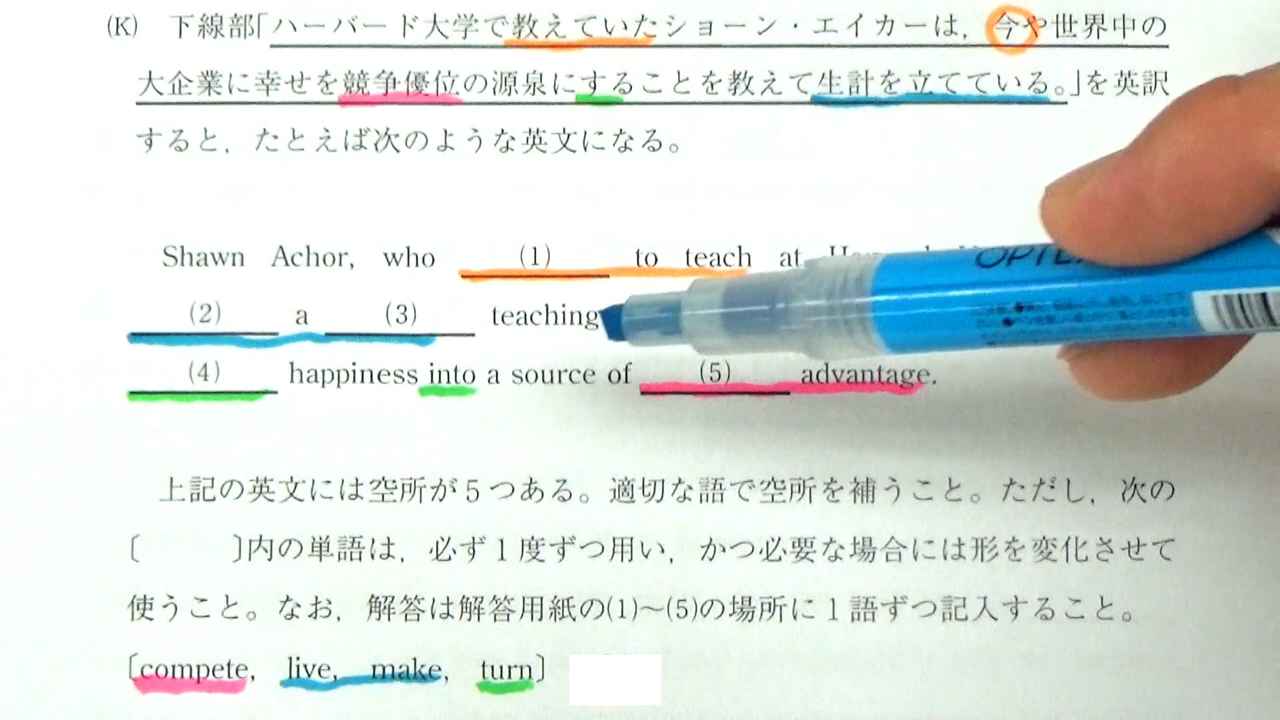 (K) 下線部「ハーバード大学で教えていたショーン・エイカーは，今や世界中の
大企業に幸せを競争優位の源泉にすることを教えて生計を立てている。」を英訳
すると，たとえば次のような英文になる。
Shawn Achor, who (1) to teach at
(2) a (3) teaching
(4) happiness into a source of (5) advantage.
上記の英文には空所が5つある。適切な語で空所を補うこと。ただし，次の
〔 〕内の単語は，必ず1度ずつ用い，かつ必要な場合には形を変化させて
使うこと。なお，解答は解答用紙の(1)～(5)の場所に1語ずつ記入すること。
〔compete, live, make, turn〕